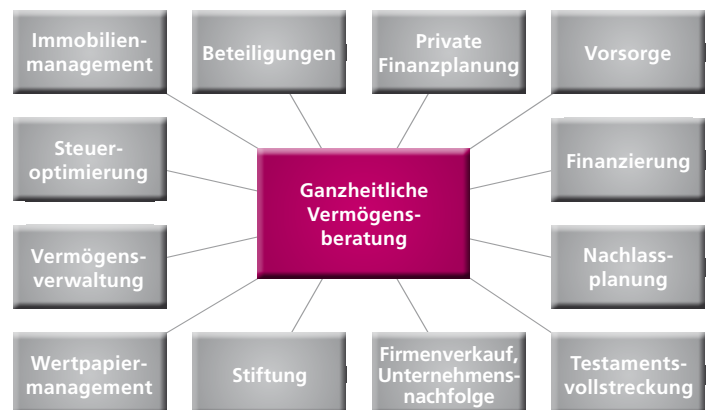 Immobilien-
management
Beteiligungen
Private
Finanzplanung
Vorsorge
Steuer-
optimierung
Ganzheitliche
Vermögens-
beratung
Finanzierung
Vermögens-
verwaltung
Nachlass-
planung
Wertpapier-
management
Stiftung
Firmenverkauf,
Unternehmens-
nachfolge
Testaments-
vollstreckung